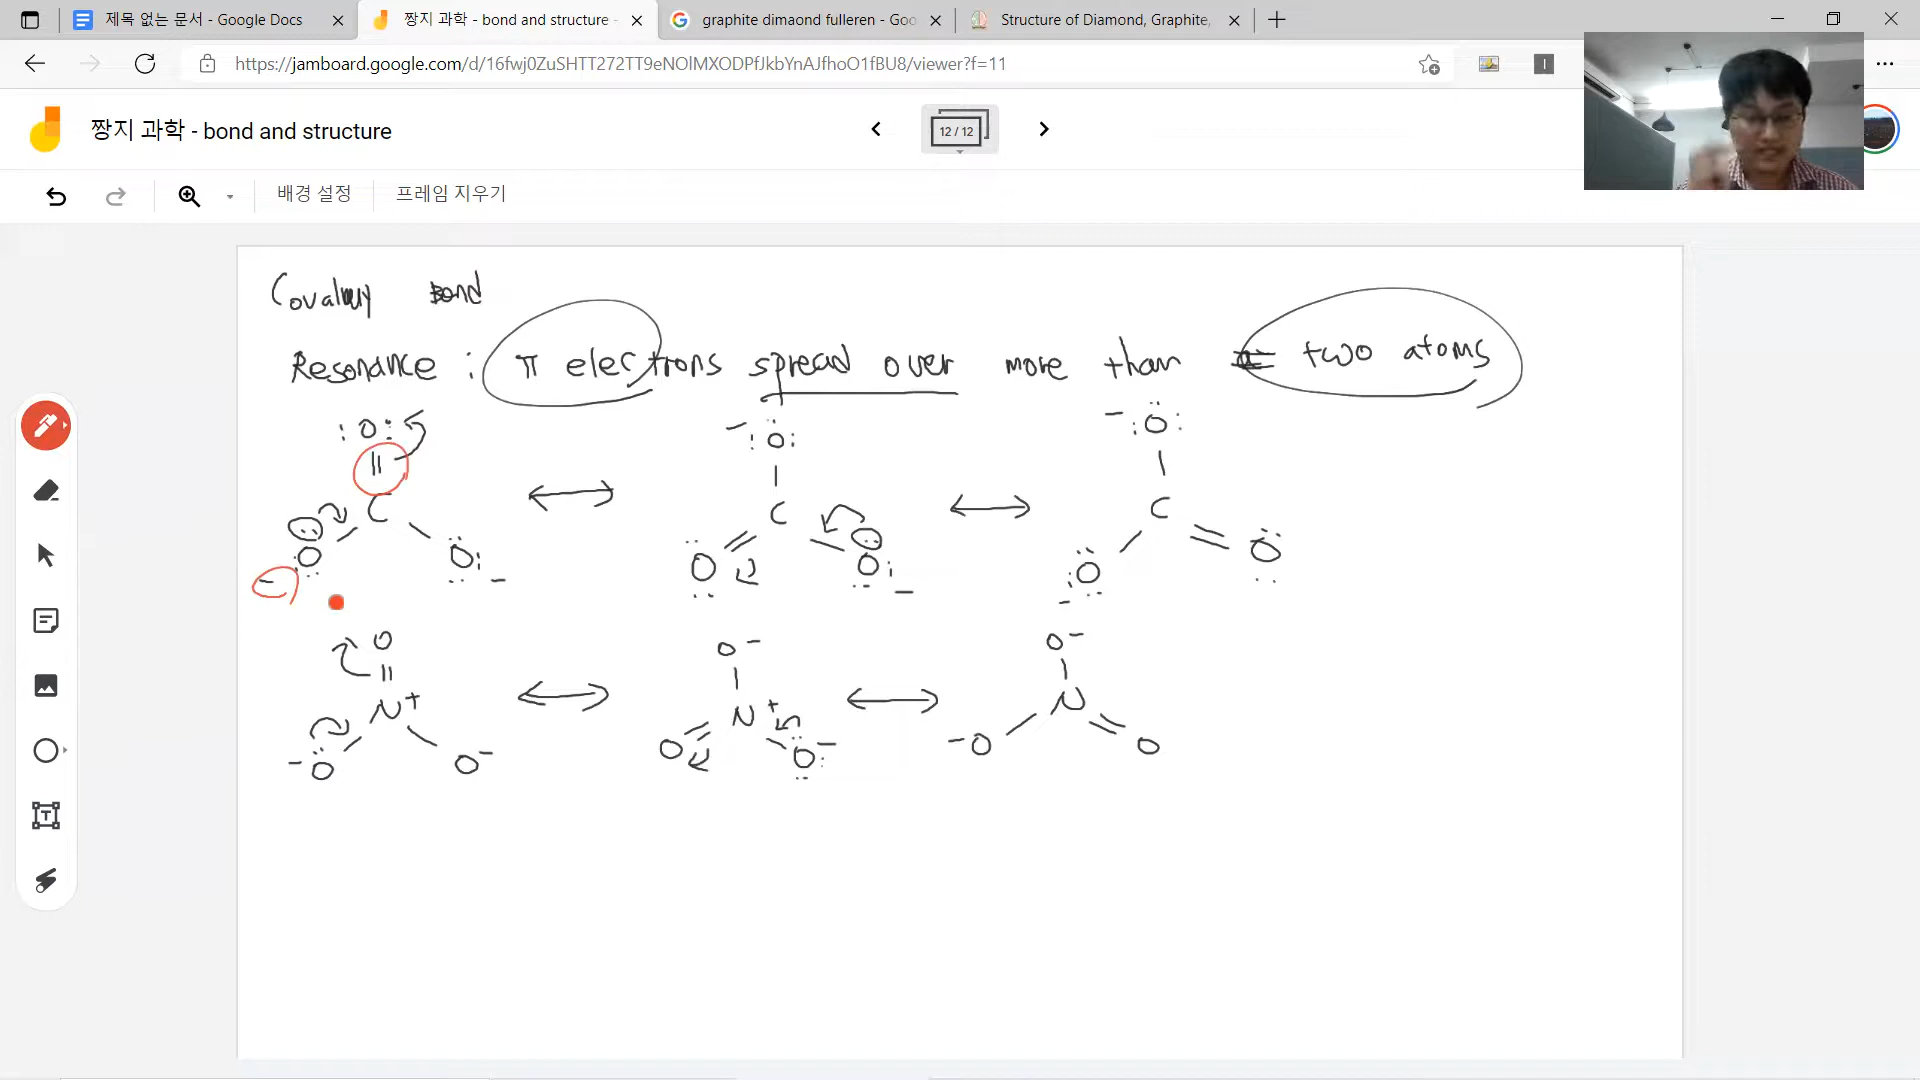 제목 없는 문서 - Google Docs
짱지 과학 - bond and structure -
graphite dimaond fulleren - Goo
Structure of Diamond, Graphite,
https://jamboard.google.com/d/16fwj0ZuSHTT272TT9eNOlMXODPfJkbYnAJfhoO1fBU8/viewer?f=11
짱지 과학 - bond and structure
12 / 12
배경 설정
프레임 지우기
bond
Resonance : π electrons spread over more than two atoms
O - O - O
C C C
O O - O O - O - O
O O - O -
N + N + N
- O O - O O - - O O